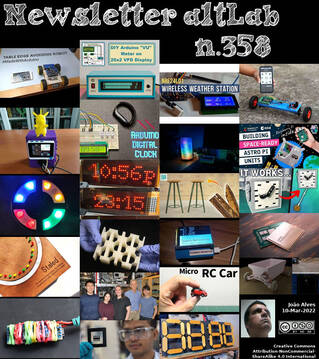 Newsletter altLab
n.358
TABLE EDGE AVOIDING ROBOT
DIY Arduino "VU"
Meter on
20x2 VFD Display
NRF24L01
WIRELESS WEATHER STATION
ARDUINO
DIGITAL
CLOCK
10:56p
23:15
BUILDING
SPACE-READY
ASTRO PI
UNITS
IT WORKS...
Micro RC Car
João Alves
10-Mar-2022
Creative Commons
Attribution-NonCommercial-
ShareAlike 4.0 International